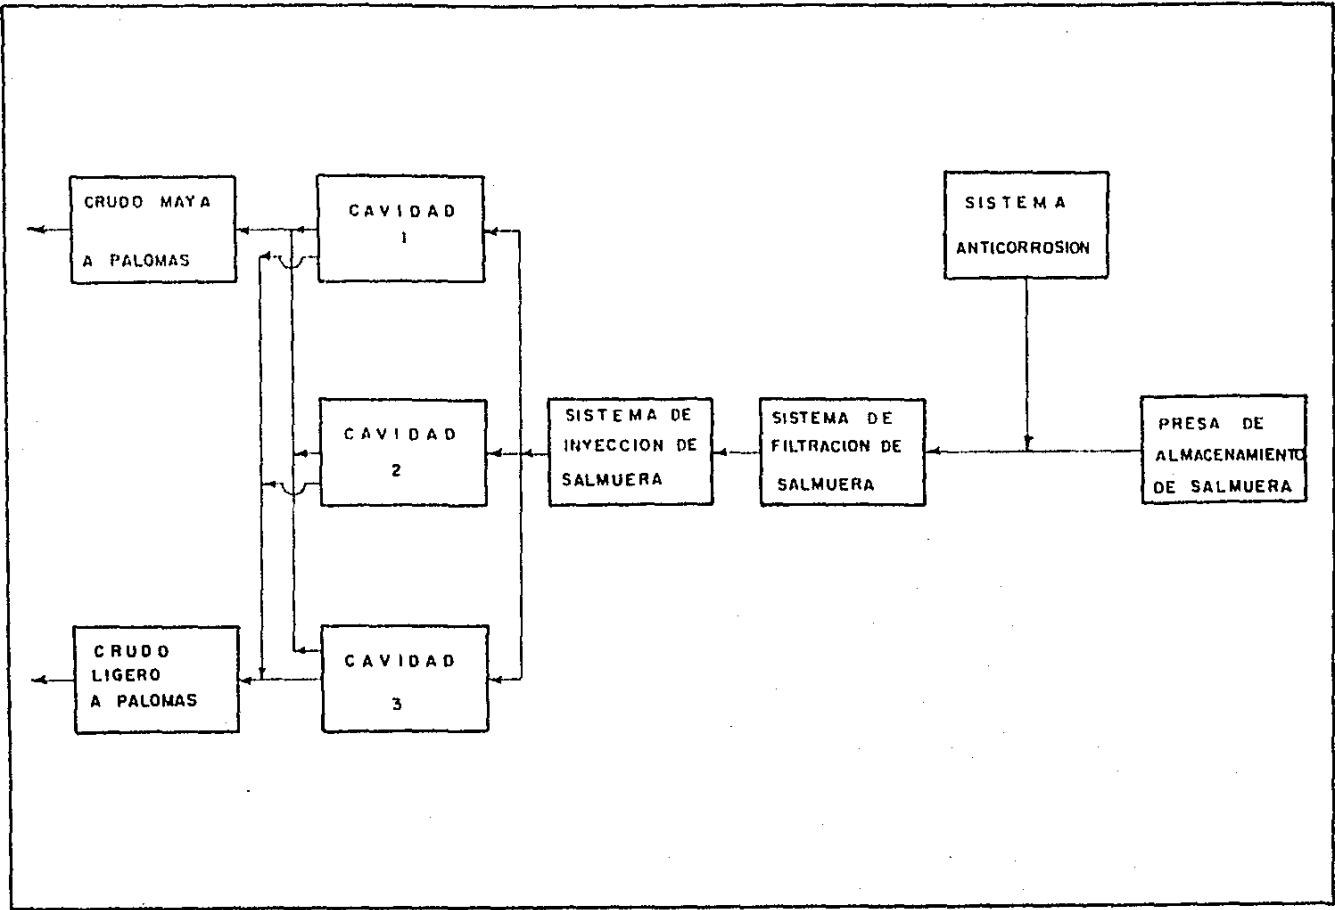 CRUDO MAYA
A PALOMAS
CAVIDAD
1
SISTEMA
ANTICORROSION
CAVIDAD
2
SISTEMA DE
INYECCION DE
SALMUERA
SISTEMA DE
FILTRACION DE
SALMUERA
PRESA DE
ALMACENAMIENTO
DE SALMUERA
CRUDO
LIGERO
A PALOMAS
CAVIDAD
3